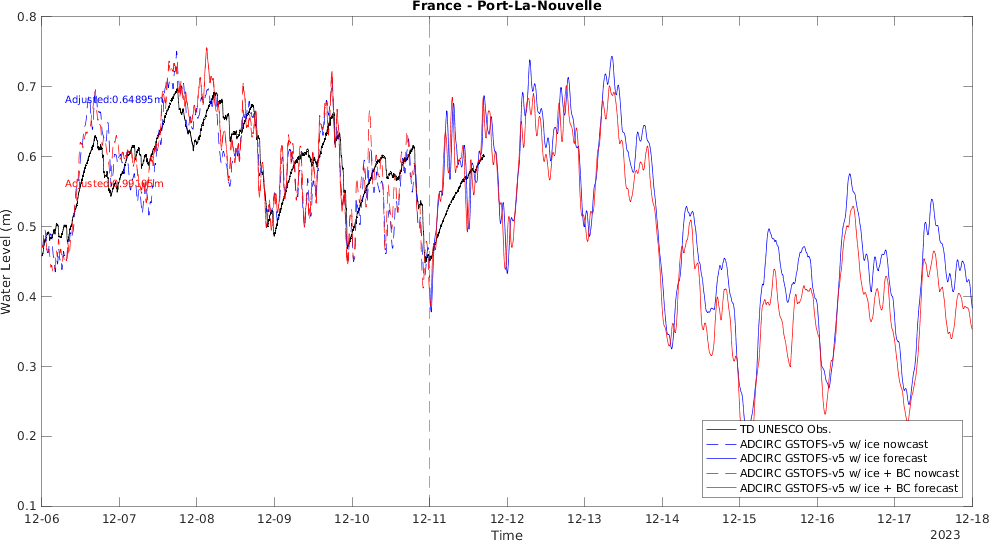 France - Port-La-Nouvelle
0.8
0.7
0.6
0.5
0.4
0.3
0.2
0.1
Water Level (m)
Adjusted:0.64895m
TD UNESCO Obs.
ADCIRC GSTOFS-v5 w/ ice nowcast
ADCIRC GSTOFS-v5 w/ ice forecast
ADCIRC GSTOFS-v5 w/ ice + BC nowcast
ADCIRC GSTOFS-v5 w/ ice + BC forecast
12-06 12-07 12-08 12-09 12-10 12-11 12-12 12-13 12-14 12-15 12-16 12-17 12-18
Time
2023